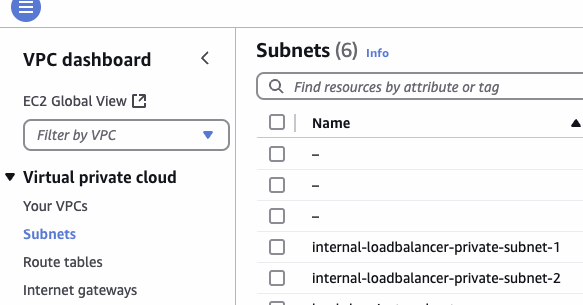 VPC dashboard
EC2 Global View
Filter by VPC
Virtual private cloud
Your VPCs
Subnets
Route tables
Internet gateways
Subnets (6) Info
Find resources by attribute or tag
Name
–
–
–
internal-loadbalancer-private-subnet-1
internal-loadbalancer-private-subnet-2